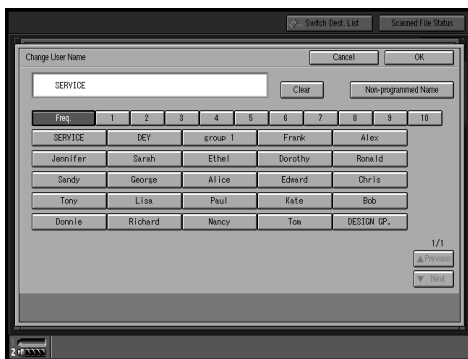 Switch Dest. List Scanned File Status
Change User Name Cancel OK
SERVICE Clear Non-programmed Name
Freq. 1 2 3 4 5 6 7 8 9 10
SERVICE DEY group 1 Frank Alex
Jennifer Sarah Ethel Dorothy Ronald
Sandy George Alice Edward Chris
Tony Lisa Paul Kate Bob
Donnie Richard Nancy Tom DESIGN GP.
1/1
▲Previous
▼ Next
2